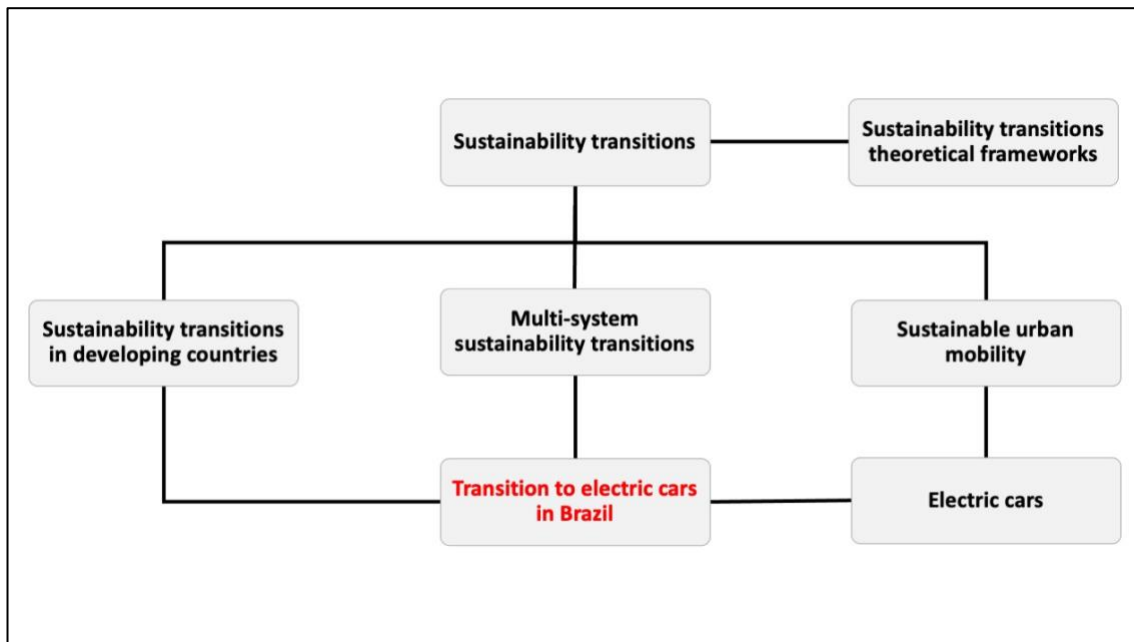 Sustainability transitions
Sustainability transitions
theoretical frameworks
Sustainability transitions
in developing countries
Multi-system
sustainability transitions
Sustainable urban
mobility
Transition to electric cars
in Brazil
Electric cars